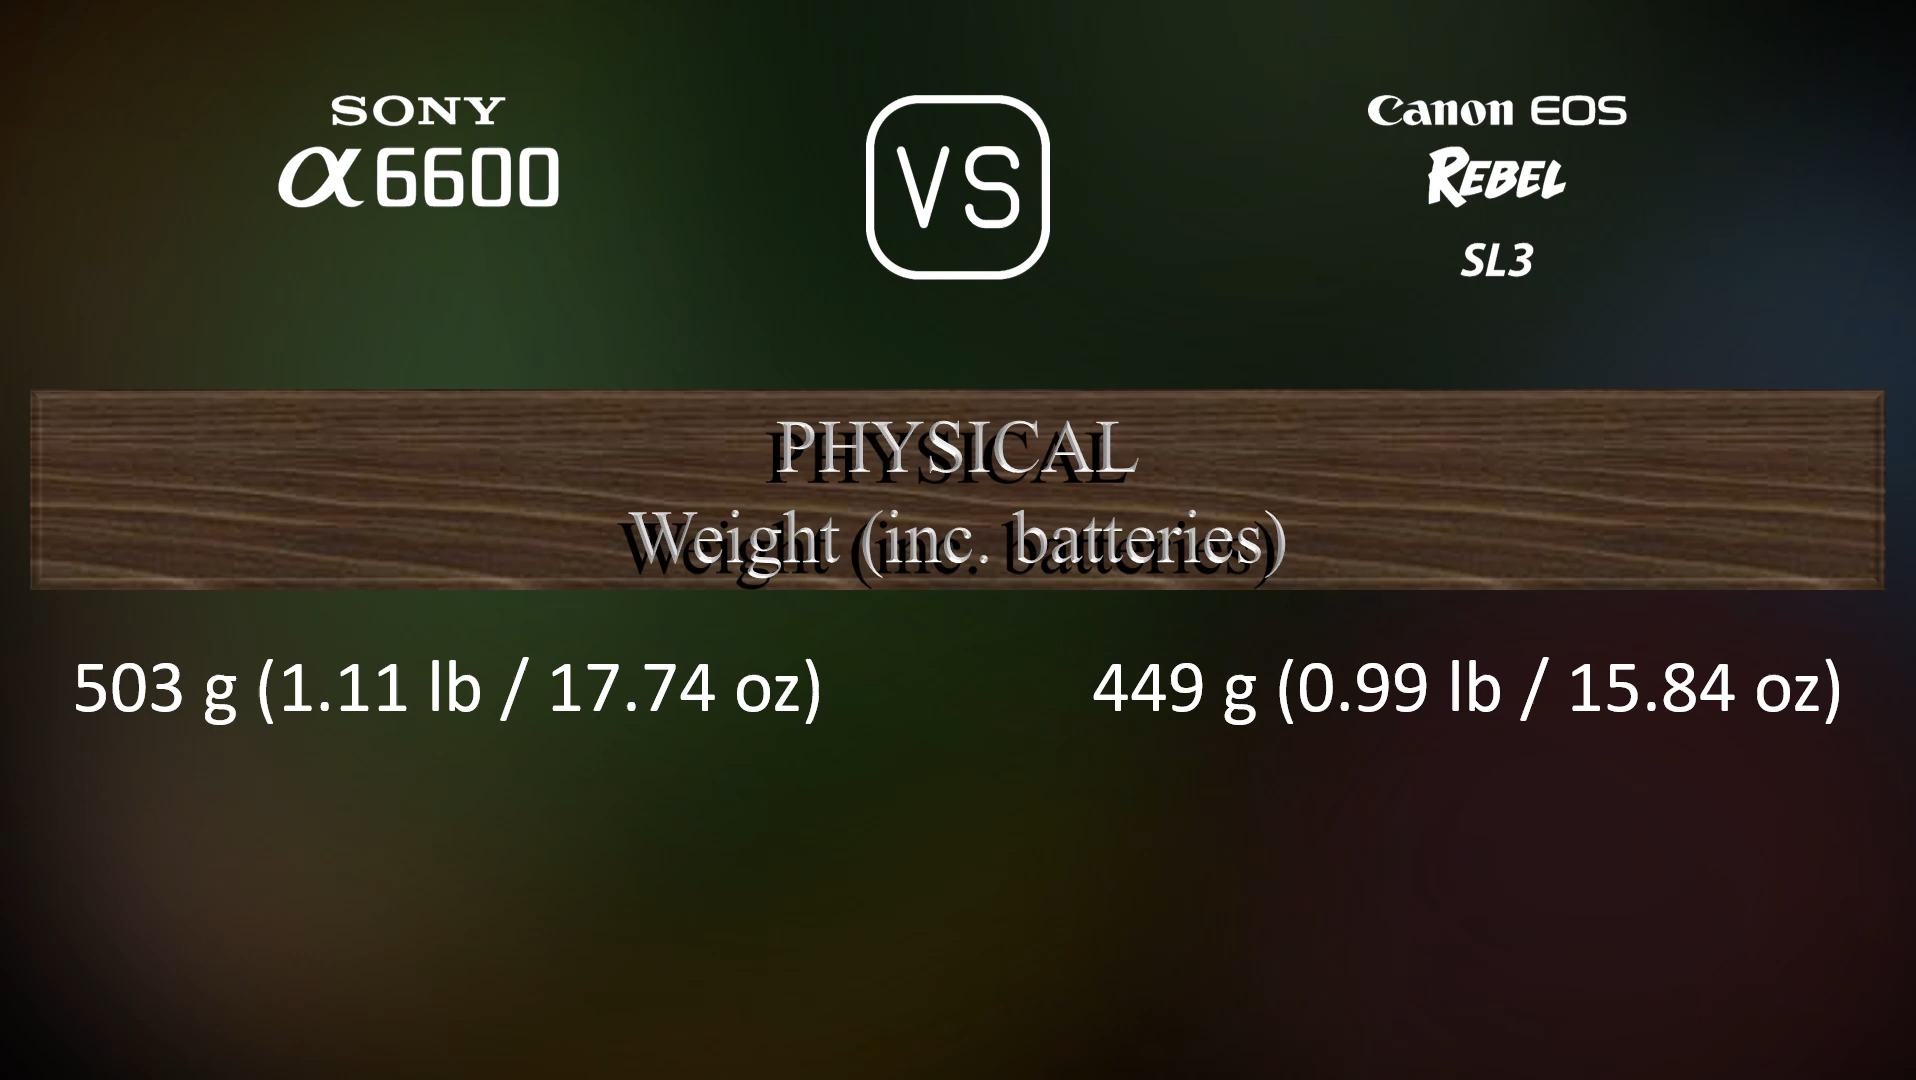 SONY
α6600
VS
Canon EOS
REBEL
SL3
PHYSICAL
Weight (inc. batteries)
503 g (1.11 lb / 17.74 oz)
449 g (0.99 lb / 15.84 oz)